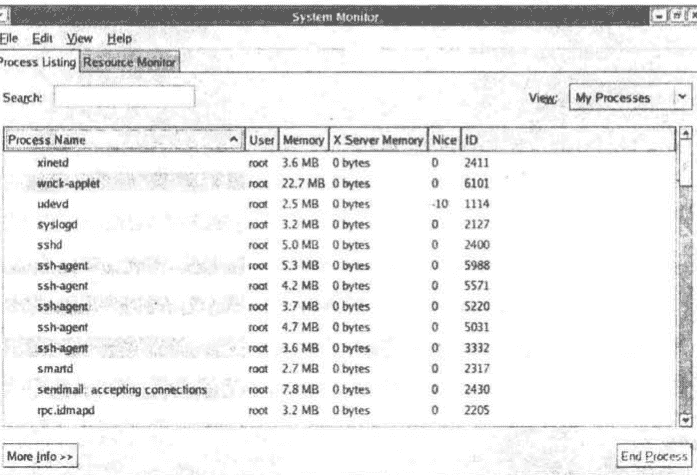 System Monitor
File Edit View Help
Process Listing Resource Monitor
Search: View: My Processes
Process Name User Memory X Server Memory Nice ID
xinetd root 3.6 MB 0 bytes 0 2411
wnck-applet root 22.7 MB 0 bytes 0 6101
udevd root 2.5 MB 0 bytes -10 1114
syslogd root 3.2 MB 0 bytes 0 2127
sshd root 5.0 MB 0 bytes 0 2400
ssh-agent root 5.3 MB 0 bytes 0 5988
ssh-agent root 4.2 MB 0 bytes 0 5571
ssh-agent root 3.7 MB 0 bytes 0 5220
ssh-agent root 4.7 MB 0 bytes 0 5031
ssh-agent root 3.6 MB 0 bytes 0 3332
smartd root 2.7 MB 0 bytes 0 2317
sendmail: accepting connections root 7.8 MB 0 bytes 0 2430
rpc.idmapd root 3.2 MB 0 bytes 0 2205
More Info >> End Process